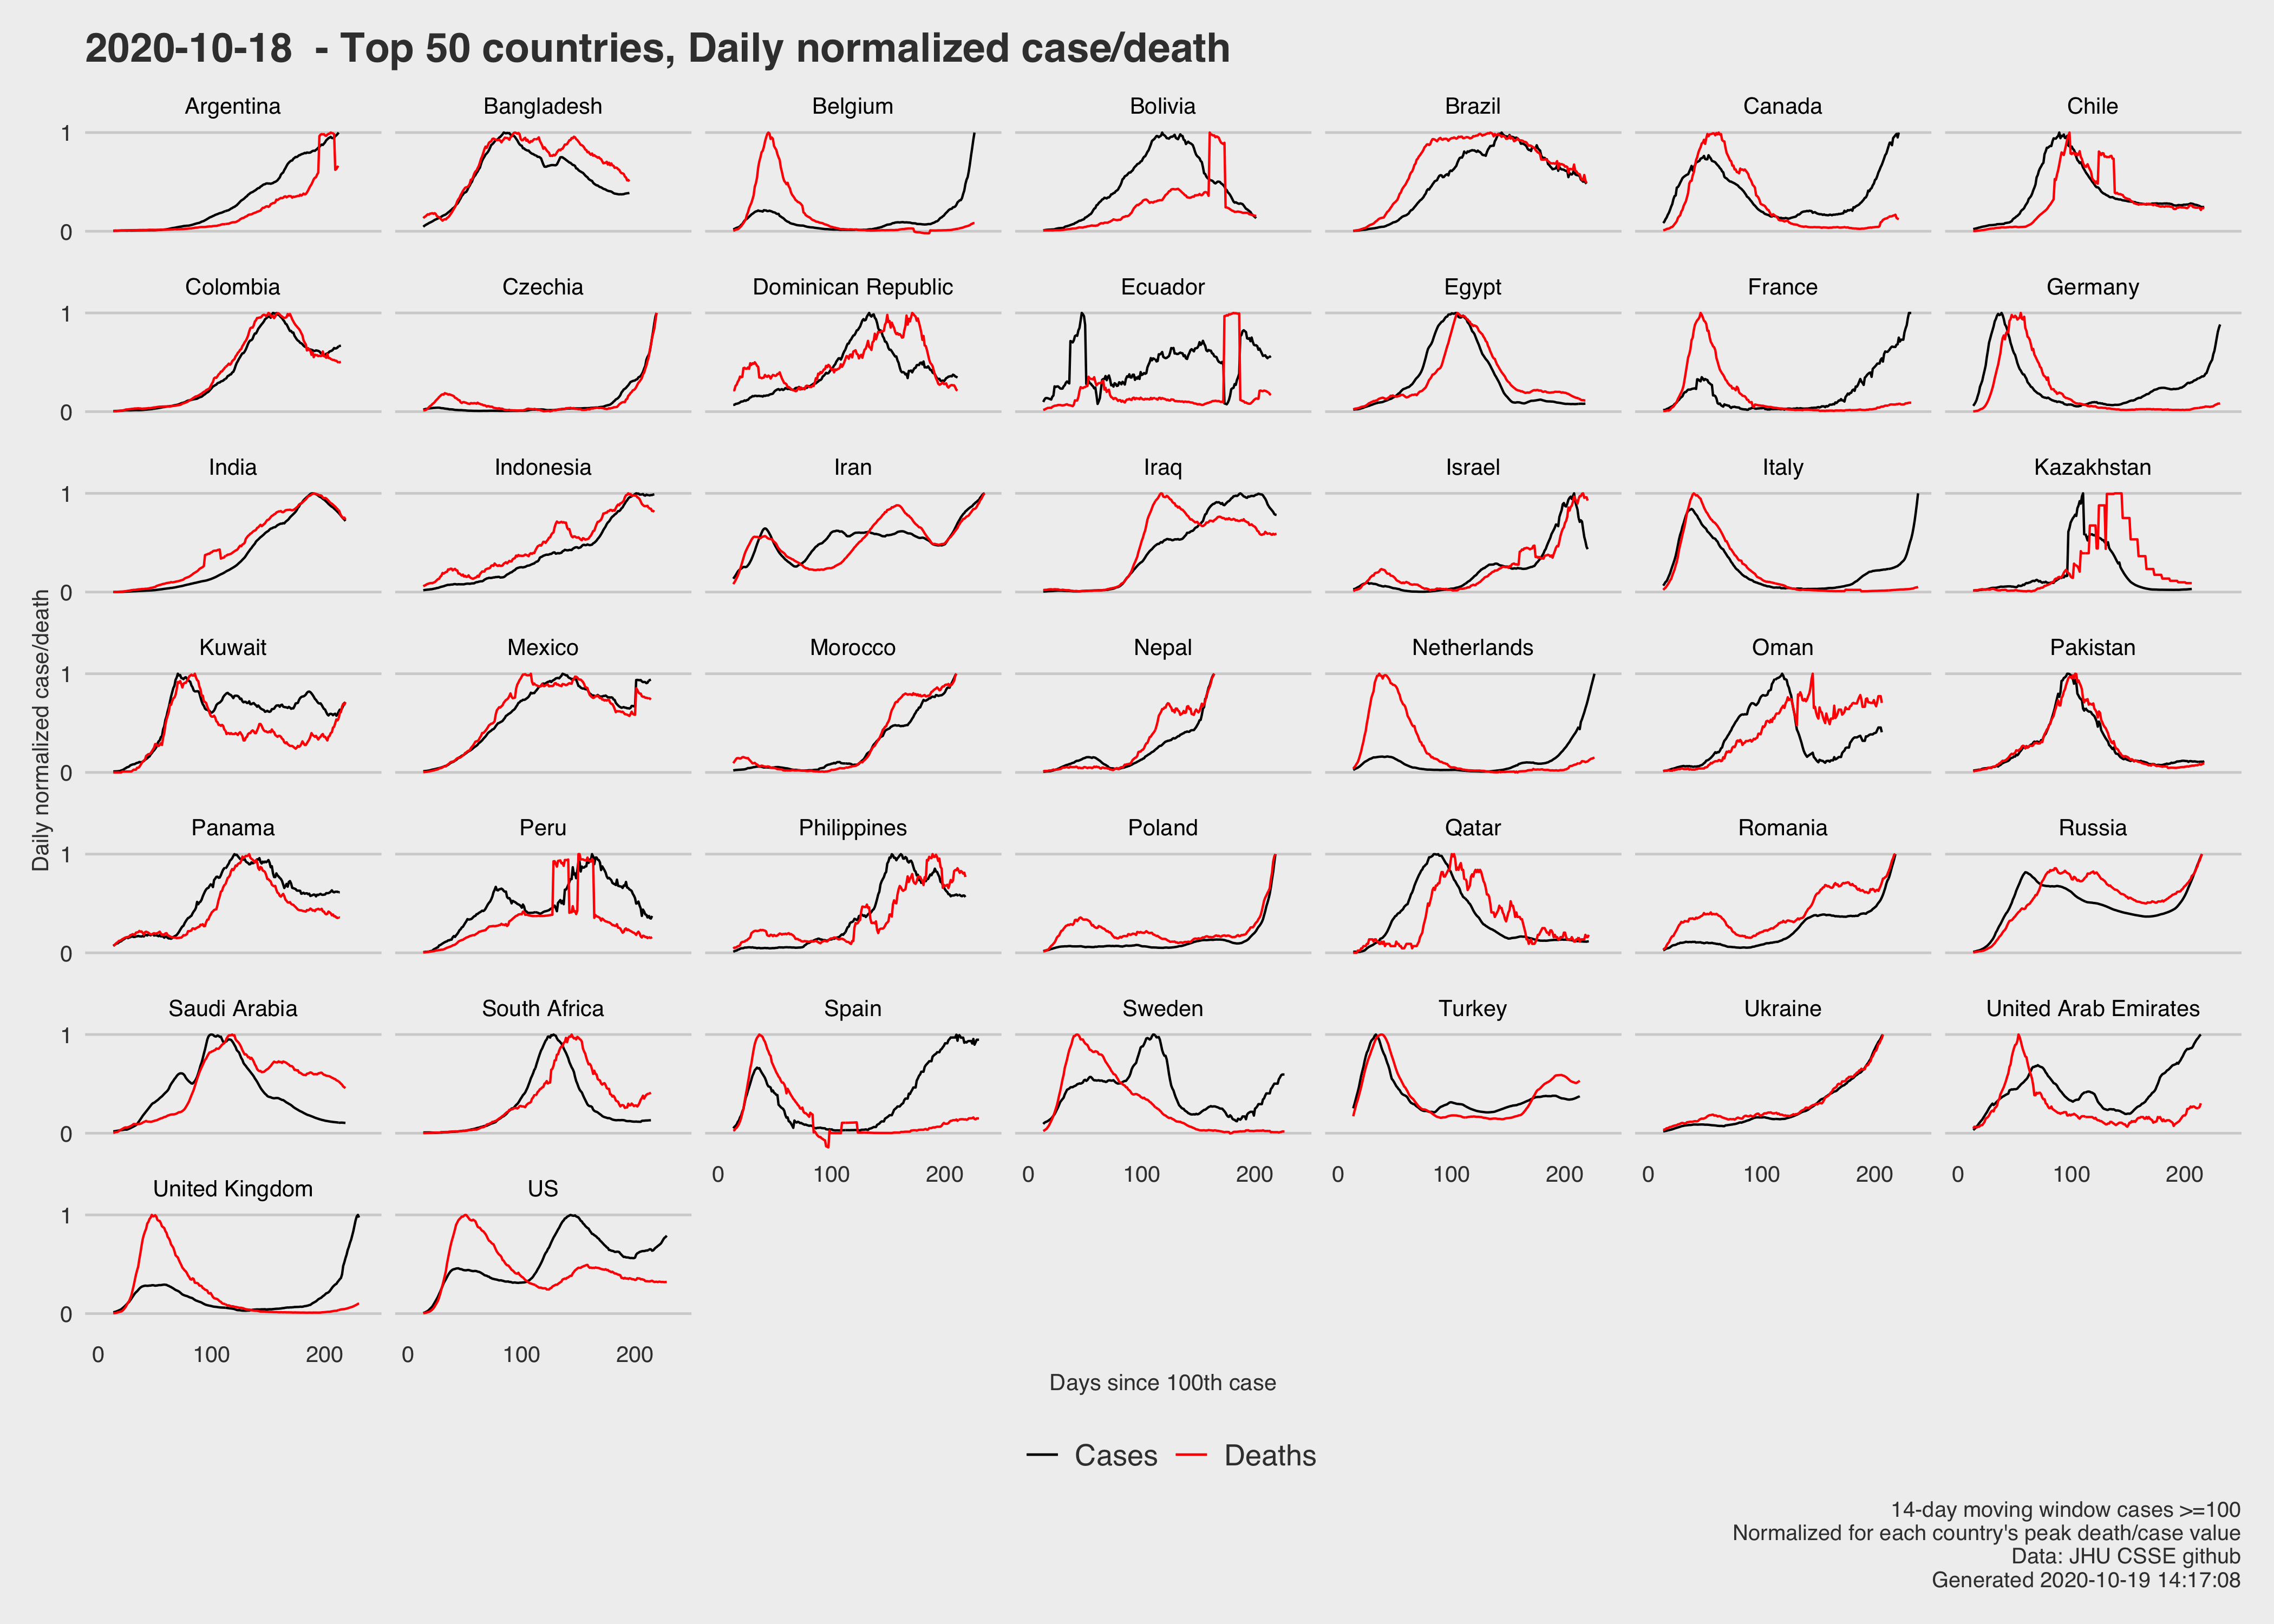 2020-10-18 - Top 50 countries, Daily normalized case/death
Argentina Bangladesh Belgium Bolivia Brazil Canada Chile
1
0
Colombia Czechia Dominican Republic Ecuador Egypt France Germany
1
0
India Indonesia Iran Iraq Israel Italy Kazakhstan
1
0
Daily normalized case/death
Kuwait Mexico Morocco Nepal Netherlands Oman Pakistan
1
0
Panama Peru Philippines Poland Qatar Romania Russia
1
0
Saudi Arabia South Africa Spain Sweden Turkey Ukraine United Arab Emirates
1
0
0 100 200 0 100 200 0 100 200 0 100 200 0 100 200
United Kingdom US
1
0
0 100 200 0 100 200
Days since 100th case
Cases Deaths
14-day moving window cases >=100
Normalized for each country's peak death/case value
Data: JHU CSSE github
Generated 2020-10-19 14:17:08